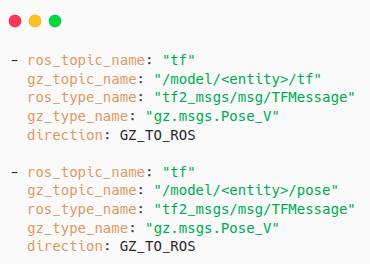 - ros_topic_name: "tf"
  gz_topic_name: "/model/<entity>/tf"
  ros_type_name: "tf2_msgs/msg/TFMessage"
  gz_type_name: "gz.msgs.Pose_V"
  direction: GZ_TO_ROS

- ros_topic_name: "tf"
  gz_topic_name: "/model/<entity>/pose"
  ros_type_name: "tf2_msgs/msg/TFMessage"
  gz_type_name: "gz.msgs.Pose_V"
  direction: GZ_TO_ROS